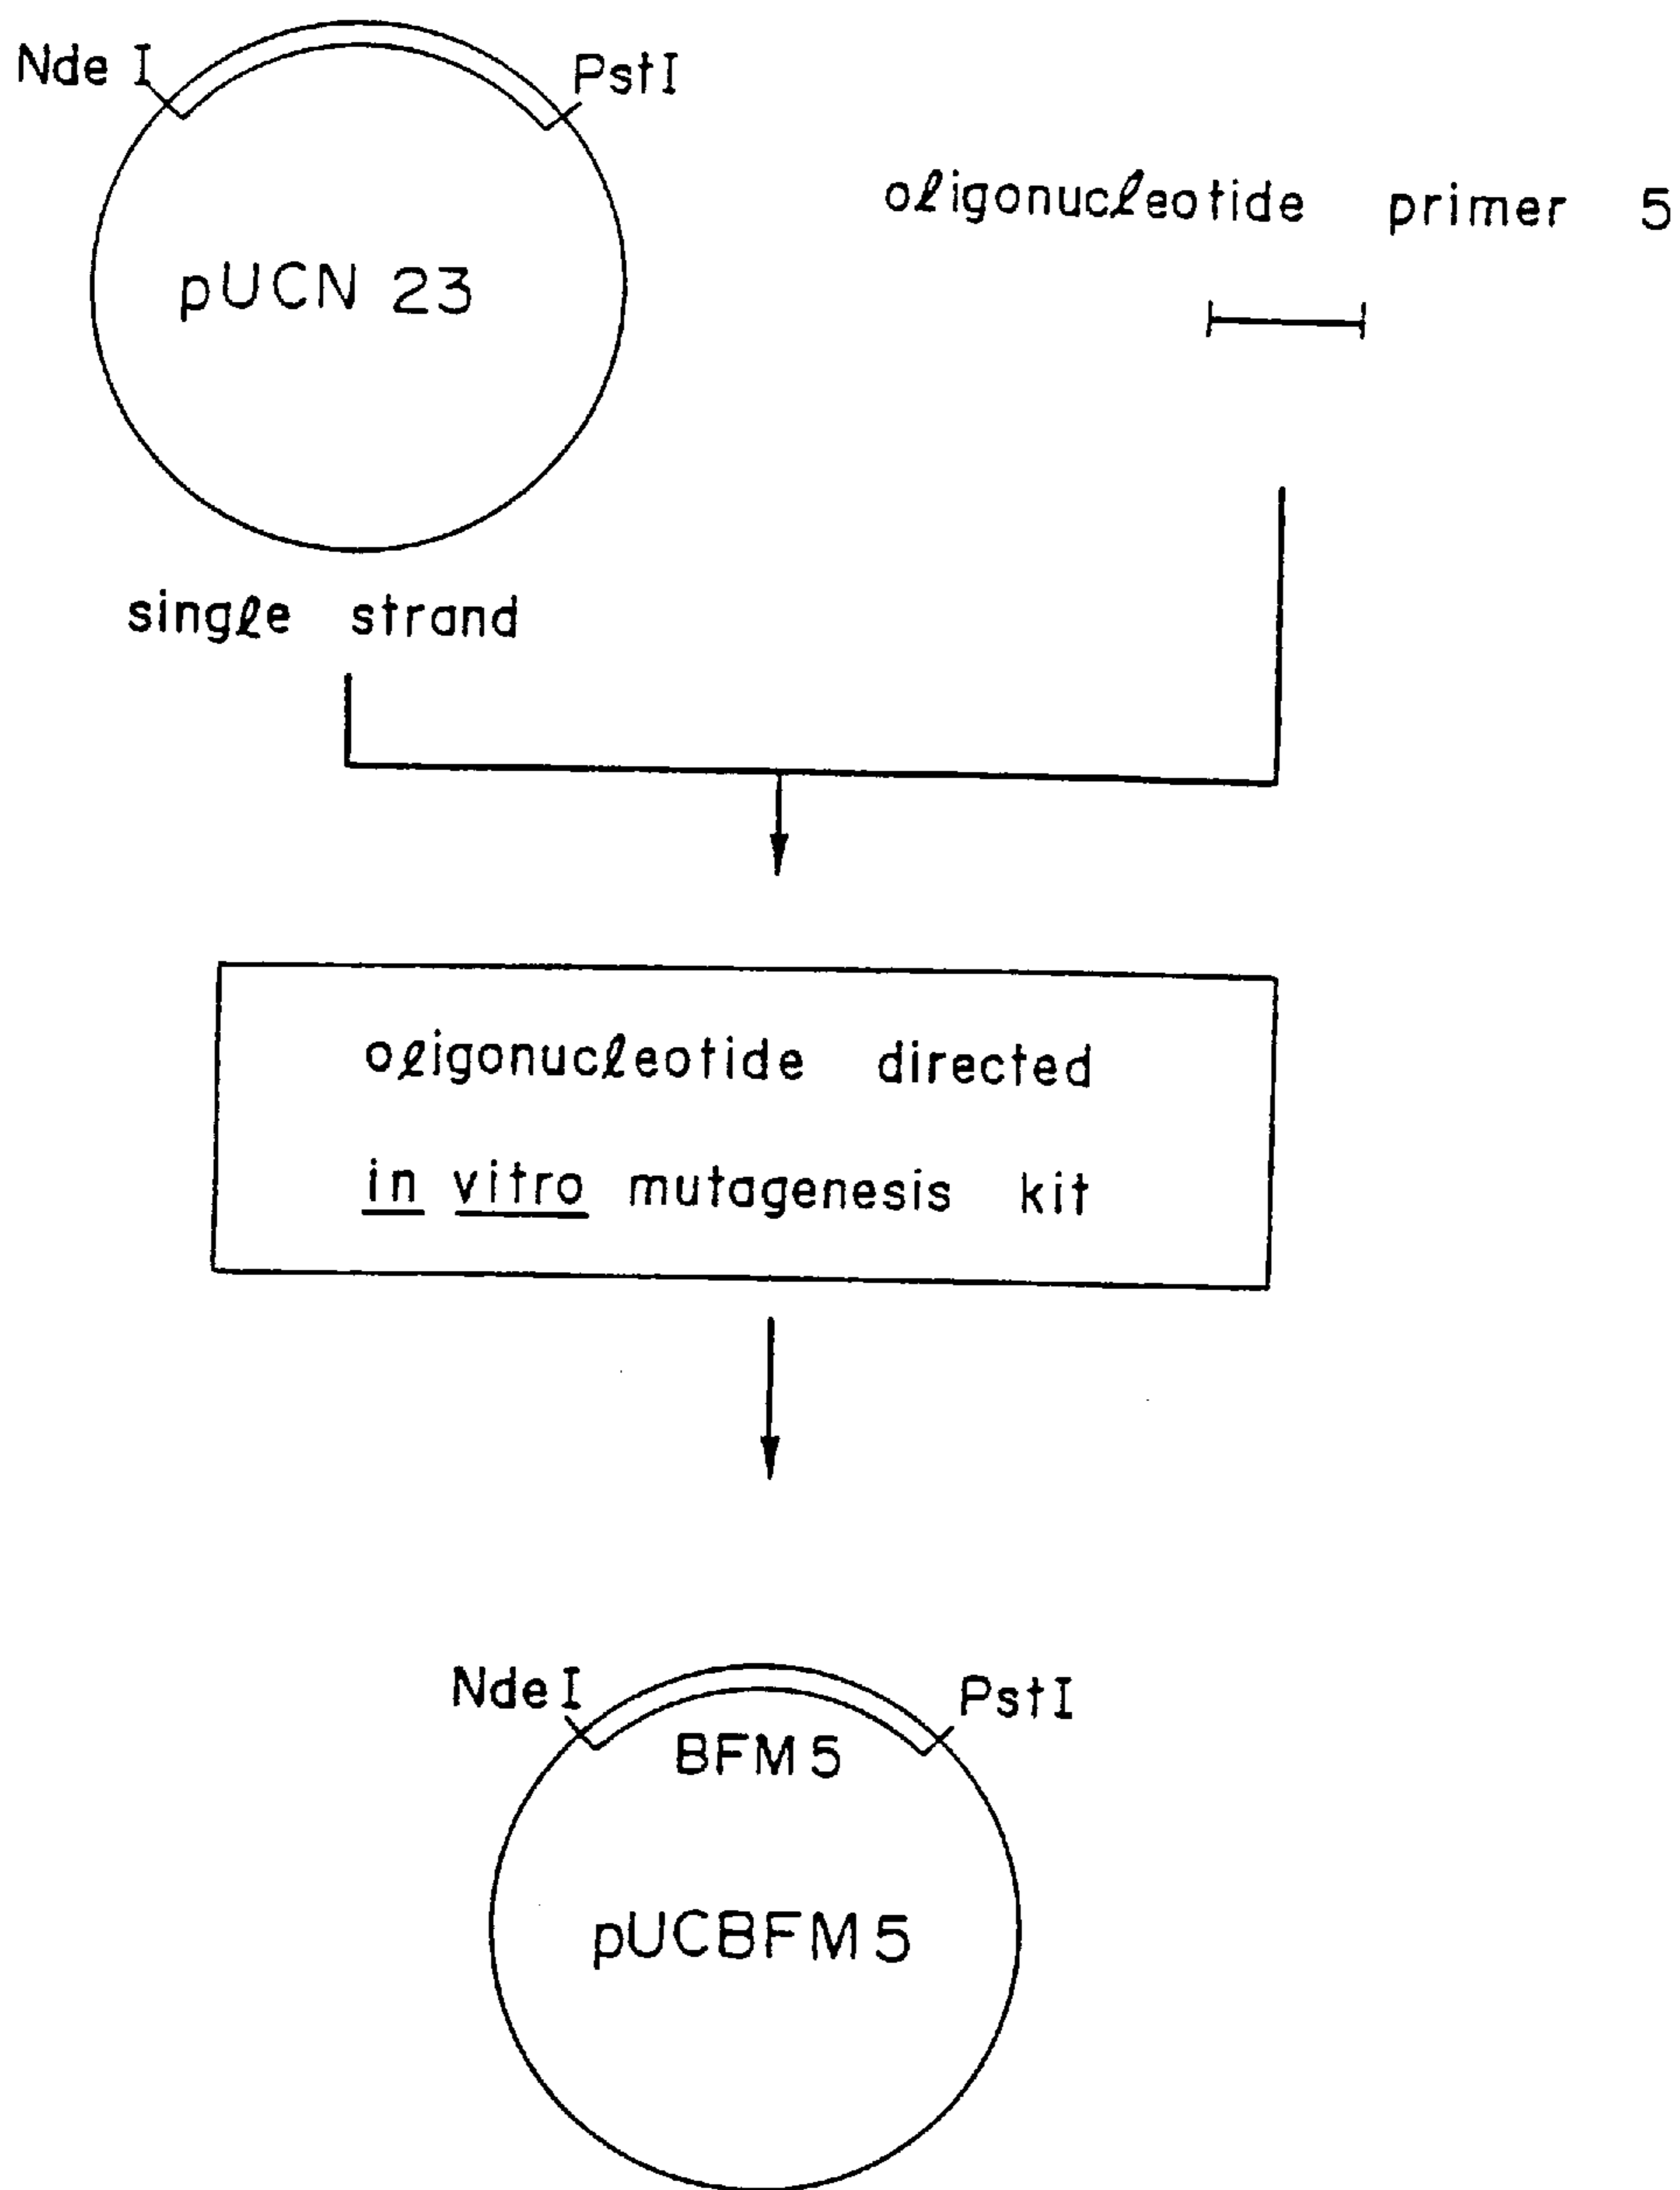 Nde I
PstI
oligonucleotide primer 5
pUCN 23
single strand
oligonucleotide directed
in vitro mutagenesis kit
NdeI
PstI
BFM5
pUCBFM5